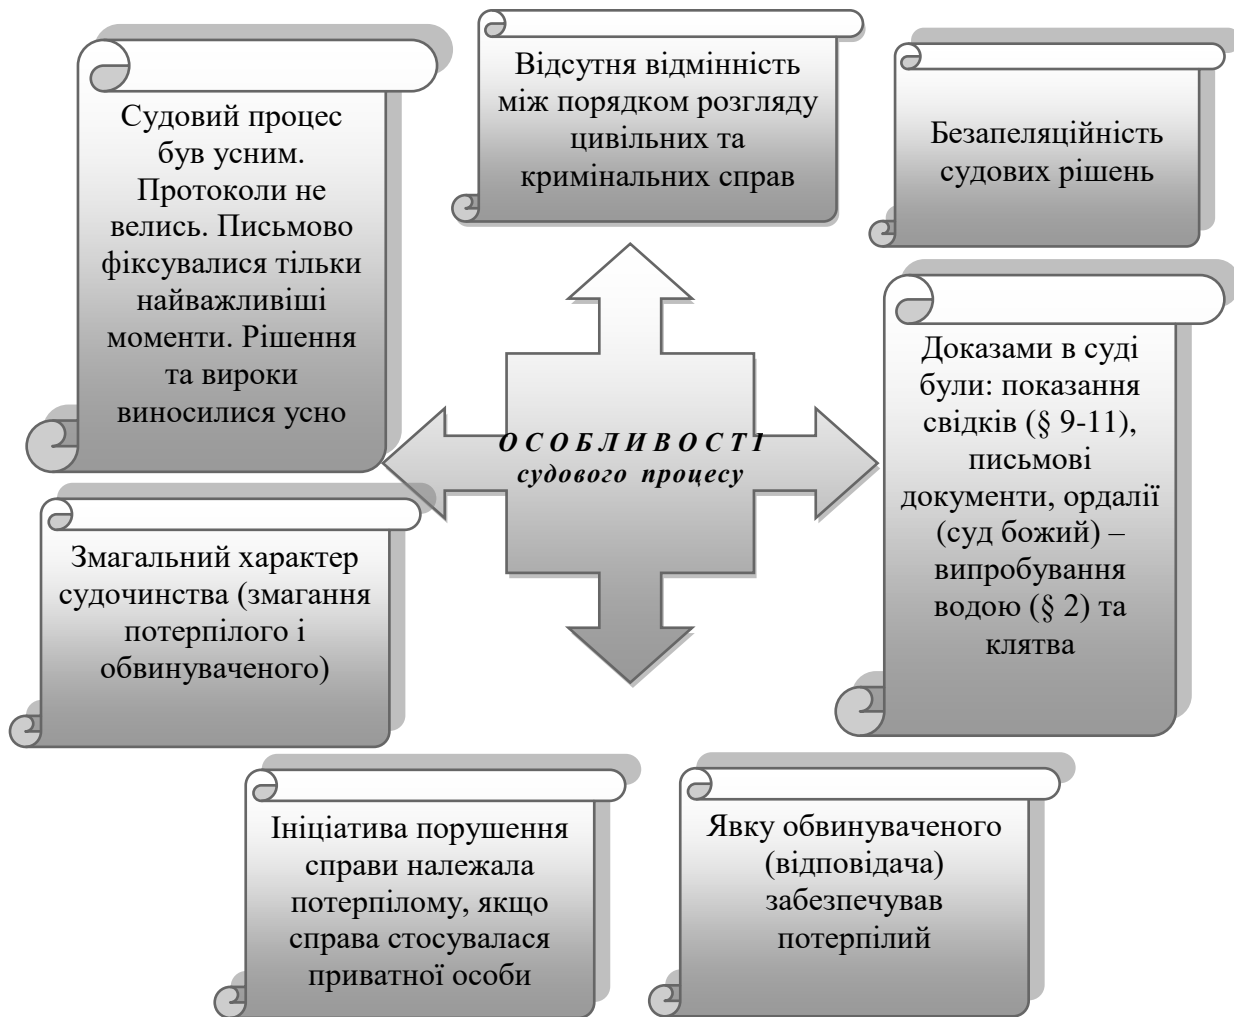 Судовий процес
був усним.
Протоколи не
велись. Письмово
фіксувалися тільки
найважливіші
моменти. Рішення
та вироки
виносилися усно
Відсутня відмінність
між порядком розгляду
цивільних та
кримінальних справ
Безапеляційність
судових рішень
ОСОБЛИВОСТІ
судового процесу
Доказами в суді
були: показання
свідків (§ 9-11),
письмові
документи, ордалії
(суд божий) –
випробування
водою (§ 2) та
клятва
Змагальний характер
судочинства (змагання
потерпілого і
обвинуваченого)
Ініціатива порушення
справи належала
потерпілому, якщо
справа стосувалася
приватної особи
Явку обвинуваченого
(відповідача)
забезпечував
потерпілий